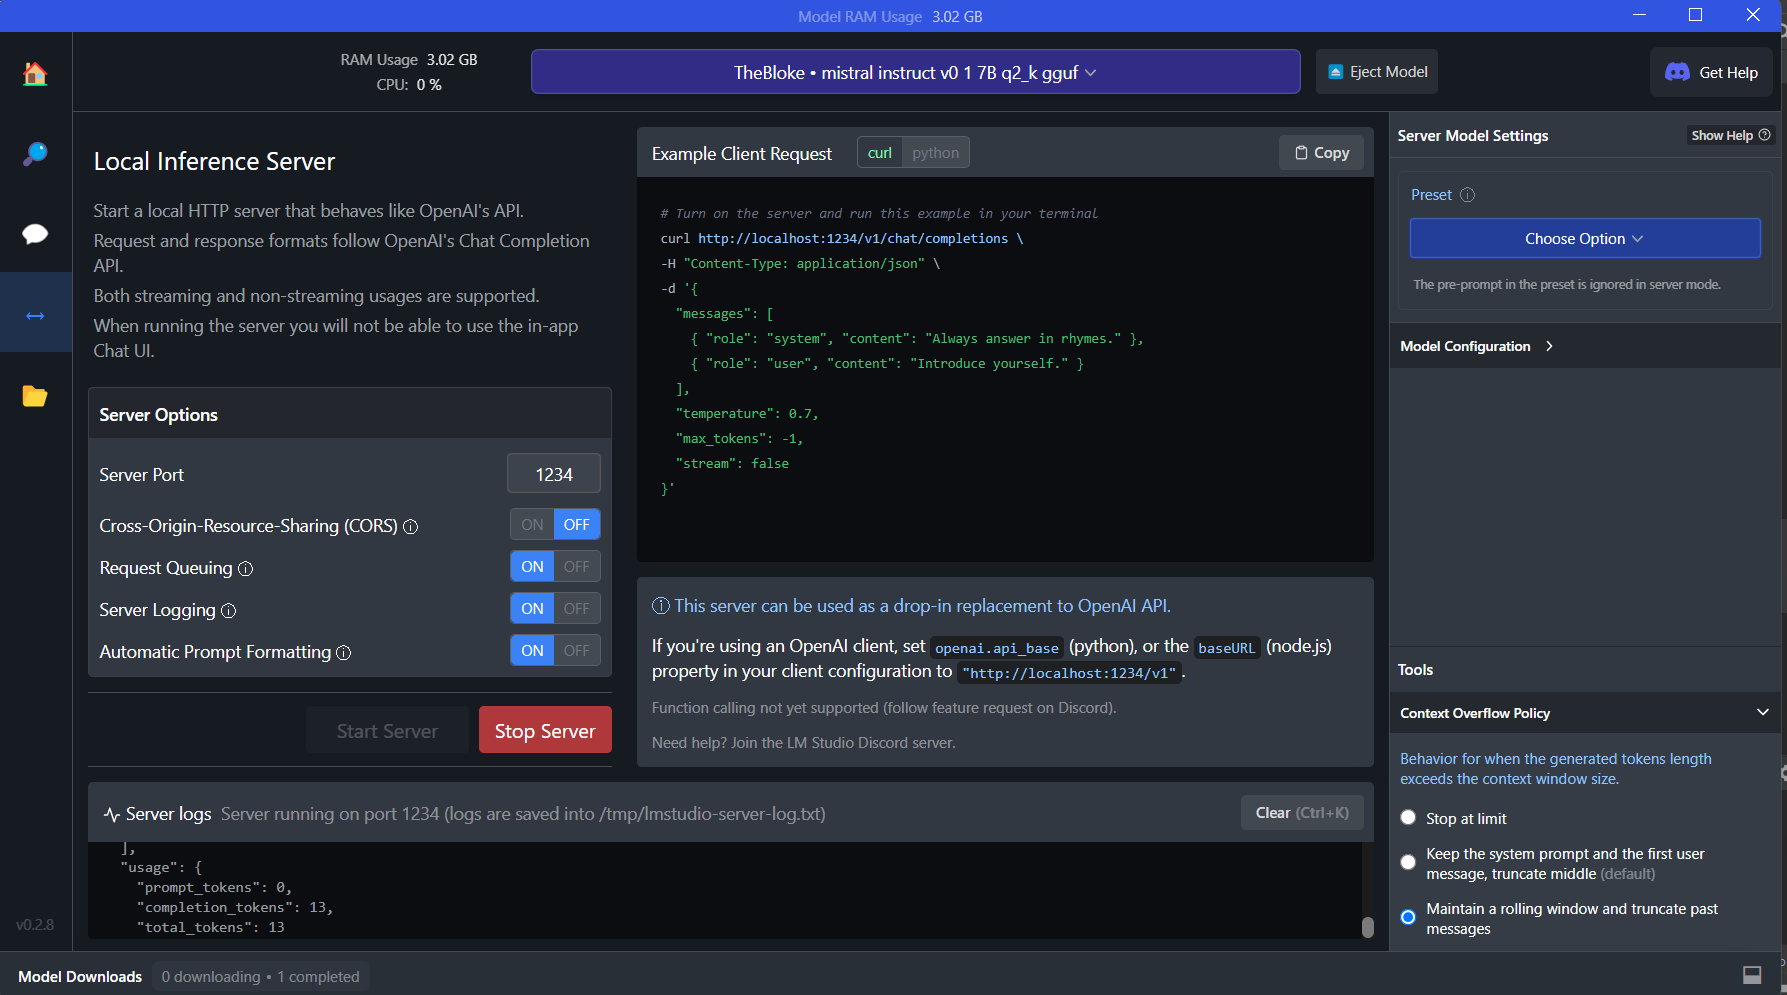 Model RAM Usage 3.02 GB
RAM Usage 3.02 GB
CPU: 0 %
TheBloke • mistral instruct v0 1 7B q2_k gguf
Eject Model
Get Help
Local Inference Server
Start a local HTTP server that behaves like OpenAI's API.
Request and response formats follow OpenAI's Chat Completion
API.
Both streaming and non-streaming usages are supported.
When running the server you will not be able to use the in-app
Chat UI.
Server Options
Server Port 1234
Cross-Origin-Resource-Sharing (CORS) ON OFF
Request Queuing ON OFF
Server Logging ON OFF
Automatic Prompt Formatting ON OFF
Start Server Stop Server
Example Client Request curl python Copy
# Turn on the server and run this example in your terminal
curl http://localhost:1234/v1/chat/completions \
-H "Content-Type: application/json" \
-d '{
"messages": [
{ "role": "system", "content": "Always answer in rhymes." },
{ "role": "user", "content": "Introduce yourself." }
],
"temperature": 0.7,
"max_tokens": -1,
"stream": false
}'
This server can be used as a drop-in replacement to OpenAI API.
If you're using an OpenAI client, set openai.api_base (python), or the baseURL (node.js)
property in your client configuration to "http://localhost:1234/v1".
Function calling not yet supported (follow feature request on Discord).
Need help? Join the LM Studio Discord server.
Server logs Server running on port 1234 (logs are saved into /tmp/lmstudio-server-log.txt)
Clear (Ctrl+K)
],
"usage": {
"prompt_tokens": 0,
"completion_tokens": 13,
"total_tokens": 13
Server Model Settings Show Help
Preset
Choose Option
The pre-prompt in the preset is ignored in server mode.
Model Configuration
Tools
Context Overflow Policy
Behavior for when the generated tokens length
exceeds the context window size.
Stop at limit
Keep the system prompt and the first user
message, truncate middle (default)
Maintain a rolling window and truncate past
messages
v0.2.8
Model Downloads 0 downloading • 1 completed